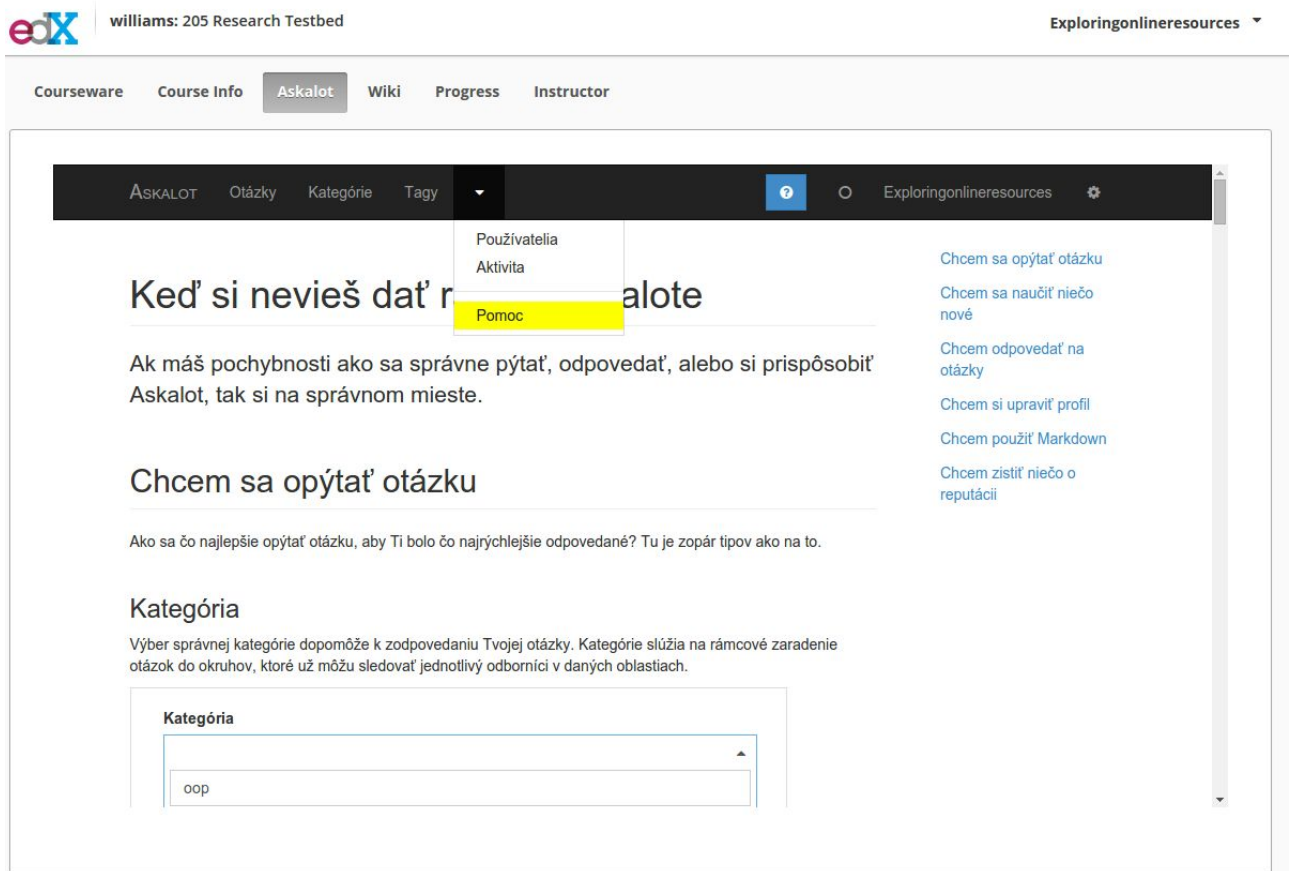 edX
williams: 205 Research Testbed
Exploringonlineresources
Courseware Course Info Askalot Wiki Progress Instructor
ASKALOT Otázky Kategórie Tagy
Exploringonlineresources
Používatelia
Aktivita
Pomoc
Keď si nevieš dať r alote
Ak máš pochybnosti ako sa správne pýtať, odpovedať, alebo si prispôsobiť
Askalot, tak si na správnom mieste.
Chcem sa opýtať otázku
Ako sa čo najlepšie opýtať otázku, aby Ti bolo čo najrýchlejšie odpovedané? Tu je zopár tipov ako na to.
Kategória
Výber správnej kategórie dopomôže k zodpovedaniu Tvojej otázky. Kategórie slúžia na rámcové zaradenie
otázok do okruhov, ktoré už môžu sledovať jednotlivý odborníci v daných oblastiach.
Kategória
oop
Chcem sa opýtať otázku
Chcem sa naučiť niečo
nové
Chcem odpovedať na
otázky
Chcem si upraviť profil
Chcem použiť Markdown
Chcem zistiť niečo o
reputácii